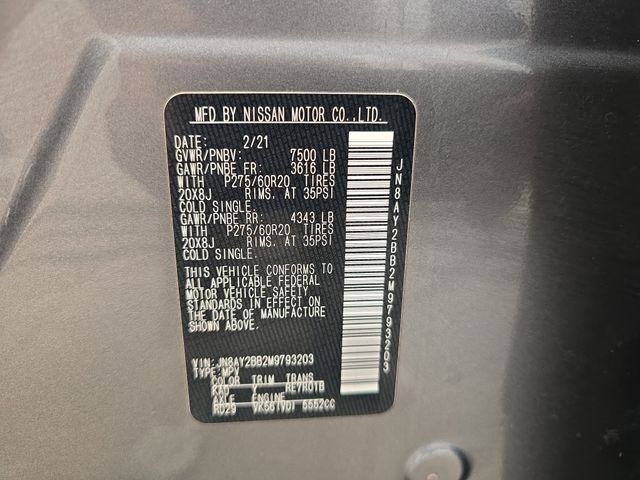 MFD BY NISSAN MOTOR CO.,LTD.
DATE: 2/21
GVWR/PNBV: 7500 LB
GAWR/PNBE FR: 3616 LB
WITH P275/60R20 TIRES
20X8J RIMS. AT 35PSI
COLD SINGLE.
GAWR/PNBE RR: 4343 LB
WITH P275/60R20 TIRES
20X8J RIMS. AT 35PSI
COLD SINGLE.
THIS VEHICLE CONFORMS TO
ALL APPLICABLE FEDERAL
MOTOR VEHICLE SAFETY
STANDARDS IN EFFECT ON
THE DATE OF MANUFACTURE
SHOWN ABOVE.
VIN: JN8AY2BB2M9793203
TYPE: MPV
COLOR TRIM TRANS
KAD RE7R01B
AXLE ENGINE
RD29 VK56(VD) 5552CC
JN8AY2BB2M9793203